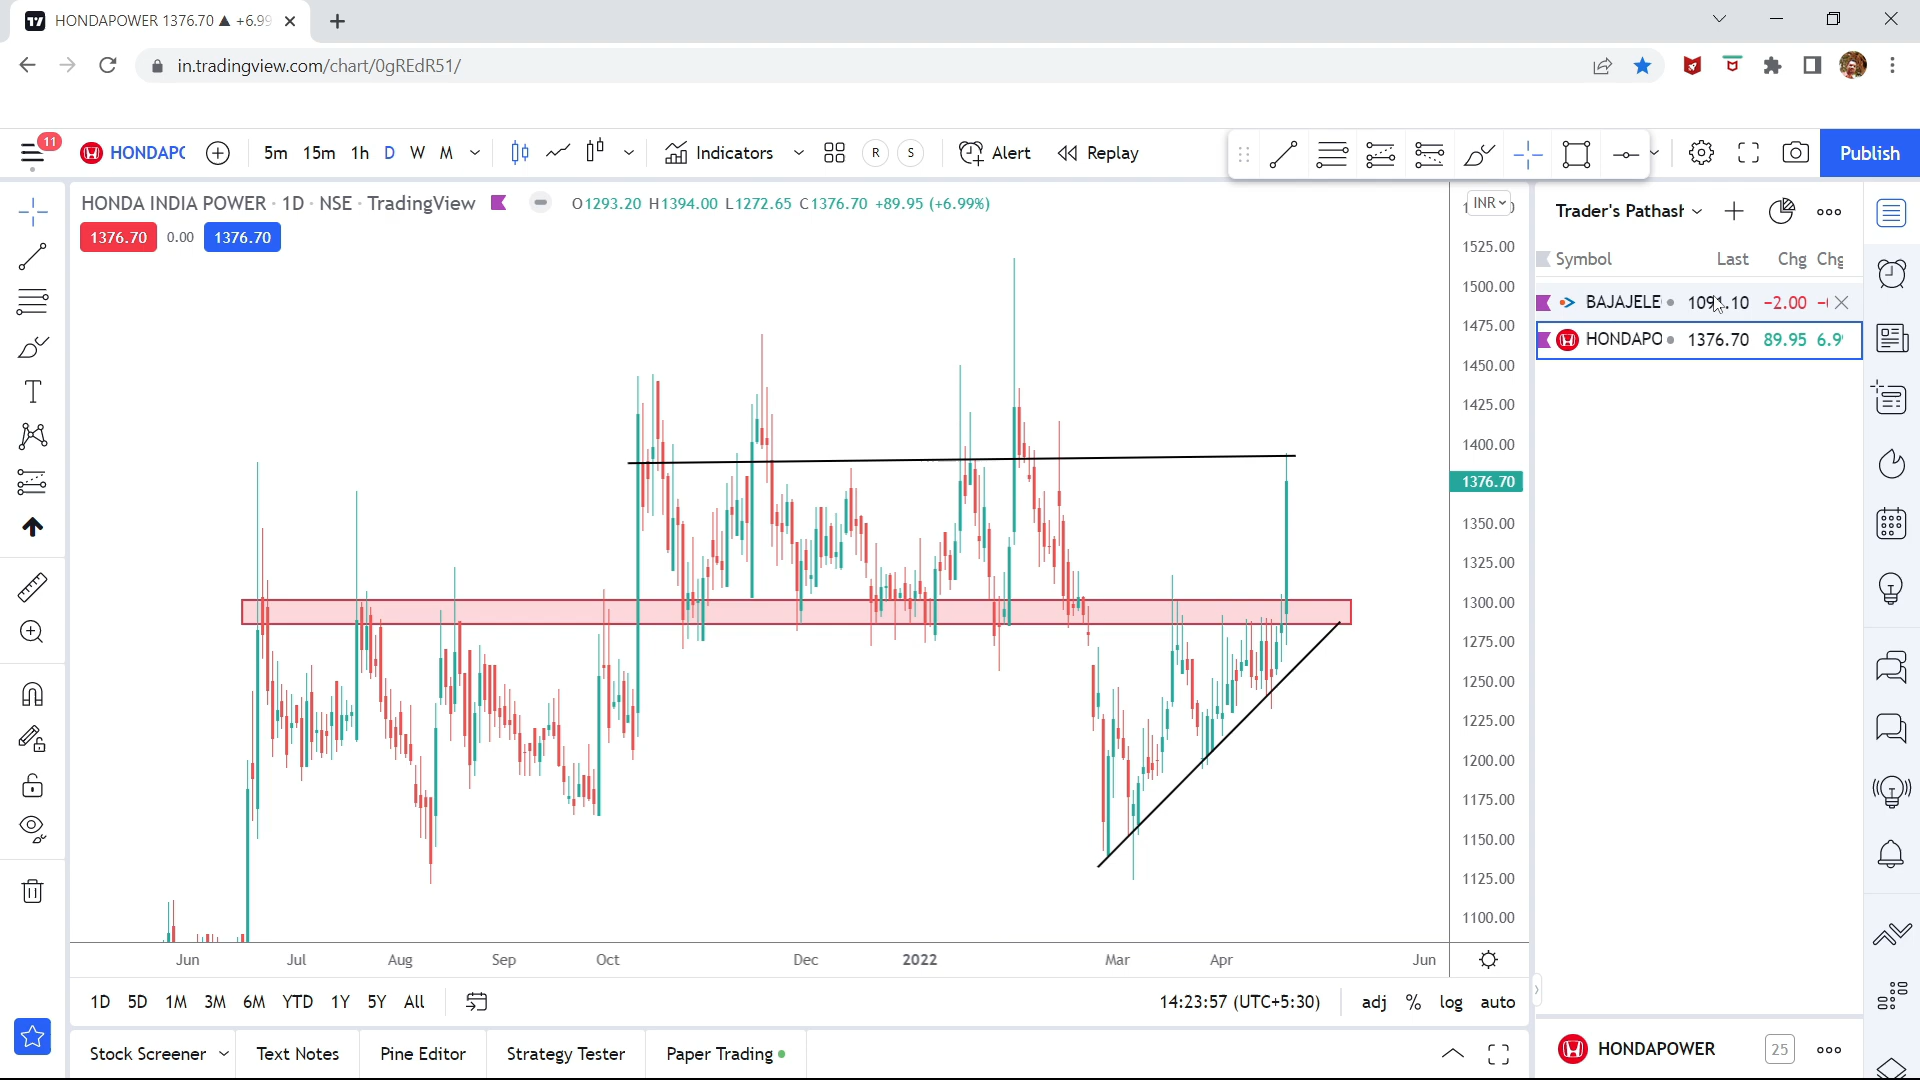 HONDAPOWER 1376.70 ▲ +6.99
in.tradingview.com/chart/0gREdR51/
11
HONDAPC
5m 15m 1h D W M
Indicators
R S
Alert
Replay
Publish
HONDA INDIA POWER · 1D · NSE · TradingView
O1293.20 H1394.00 L1272.65 C1376.70 +89.95 (+6.99%)
1376.70 0.00 1376.70
INR
1525.00
1500.00
1475.00
1450.00
1425.00
1400.00
1376.70
1350.00
1325.00
1300.00
1275.00
1250.00
1225.00
1200.00
1175.00
1150.00
1125.00
1100.00
Jun Jul Aug Sep Oct Dec 2022 Mar Apr Jun
1D 5D 1M 3M 6M YTD 1Y 5Y All
14:23:57 (UTC+5:30) adj % log auto
Stock Screener Text Notes Pine Editor Strategy Tester Paper Trading
Trader's Pathash
Symbol Last Chg Chg
BAJAJELE −2.00
HONDAPO 1376.70 89.95 6.9
HONDAPOWER 25